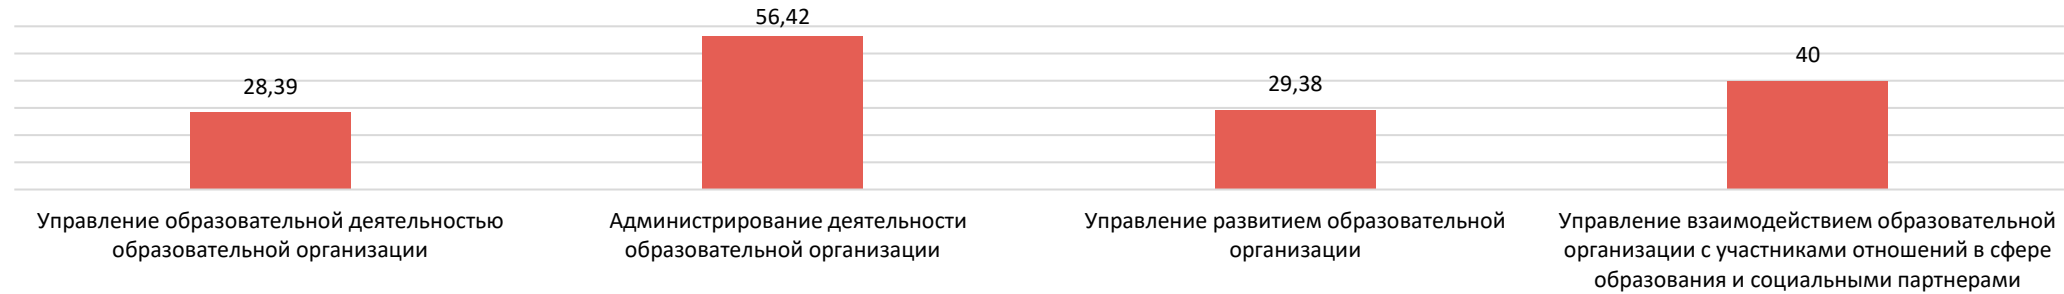 56,42
40
28,39
29,38
Управление образовательной деятельностью
образовательной организации
Администрирование деятельности
образовательной организации
Управление развитием образовательной
организации
Управление взаимодействием образовательной
организации с участниками отношений в сфере
образования и социальными партнерами